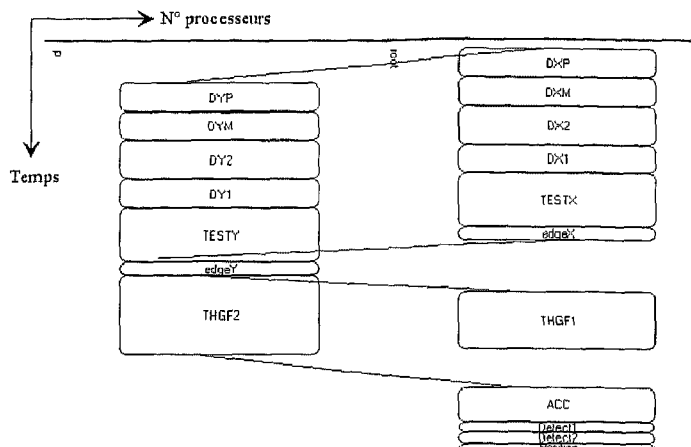 N° processeurs
p
root
Temps
DYP
DYM
DY2
DY1
TESTY
edgeY
THGF2
DXP
DXM
DX2
DX1
TESTX
edgeX
THGF1
ACC
Detect1
Detect2